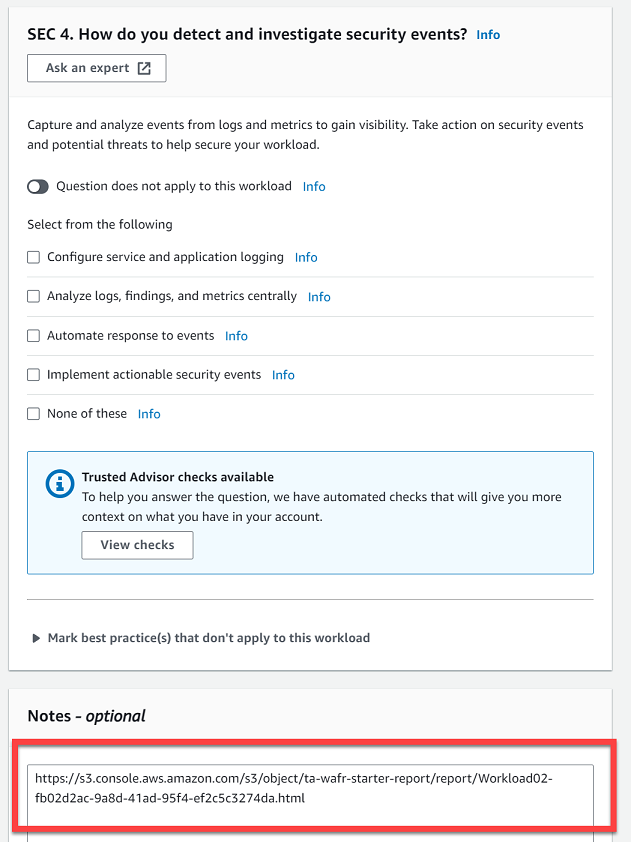 SEC 4. How do you detect and investigate security events? Info
Ask an expert
Capture and analyze events from logs and metrics to gain visibility. Take action on security events
and potential threats to help secure your workload.
Question does not apply to this workload Info
Select from the following
Configure service and application logging Info
Analyze logs, findings, and metrics centrally Info
Automate response to events Info
Implement actionable security events Info
None of these Info
Trusted Advisor checks available
To help you answer the question, we have automated checks that will give you more
context on what you have in your account.
View checks
Mark best practice(s) that don't apply to this workload
Notes - optional
https://s3.console.aws.amazon.com/s3/object/ta-wafr-starter-report/report/Workload02-
fb02d2ac-9a8d-41ad-95f4-ef2c5c3274da.html